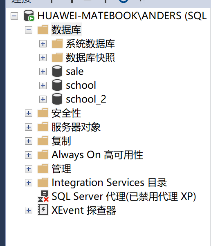 HUAWEI-MATEBOOK\ANDERS (SQL
数据库
系统数据库
数据库快照
sale
school
school_2
安全性
服务器对象
复制
Always On 高可用性
管理
Integration Services 目录
SQL Server 代理(已禁用代理 XP)
XEvent 探查器